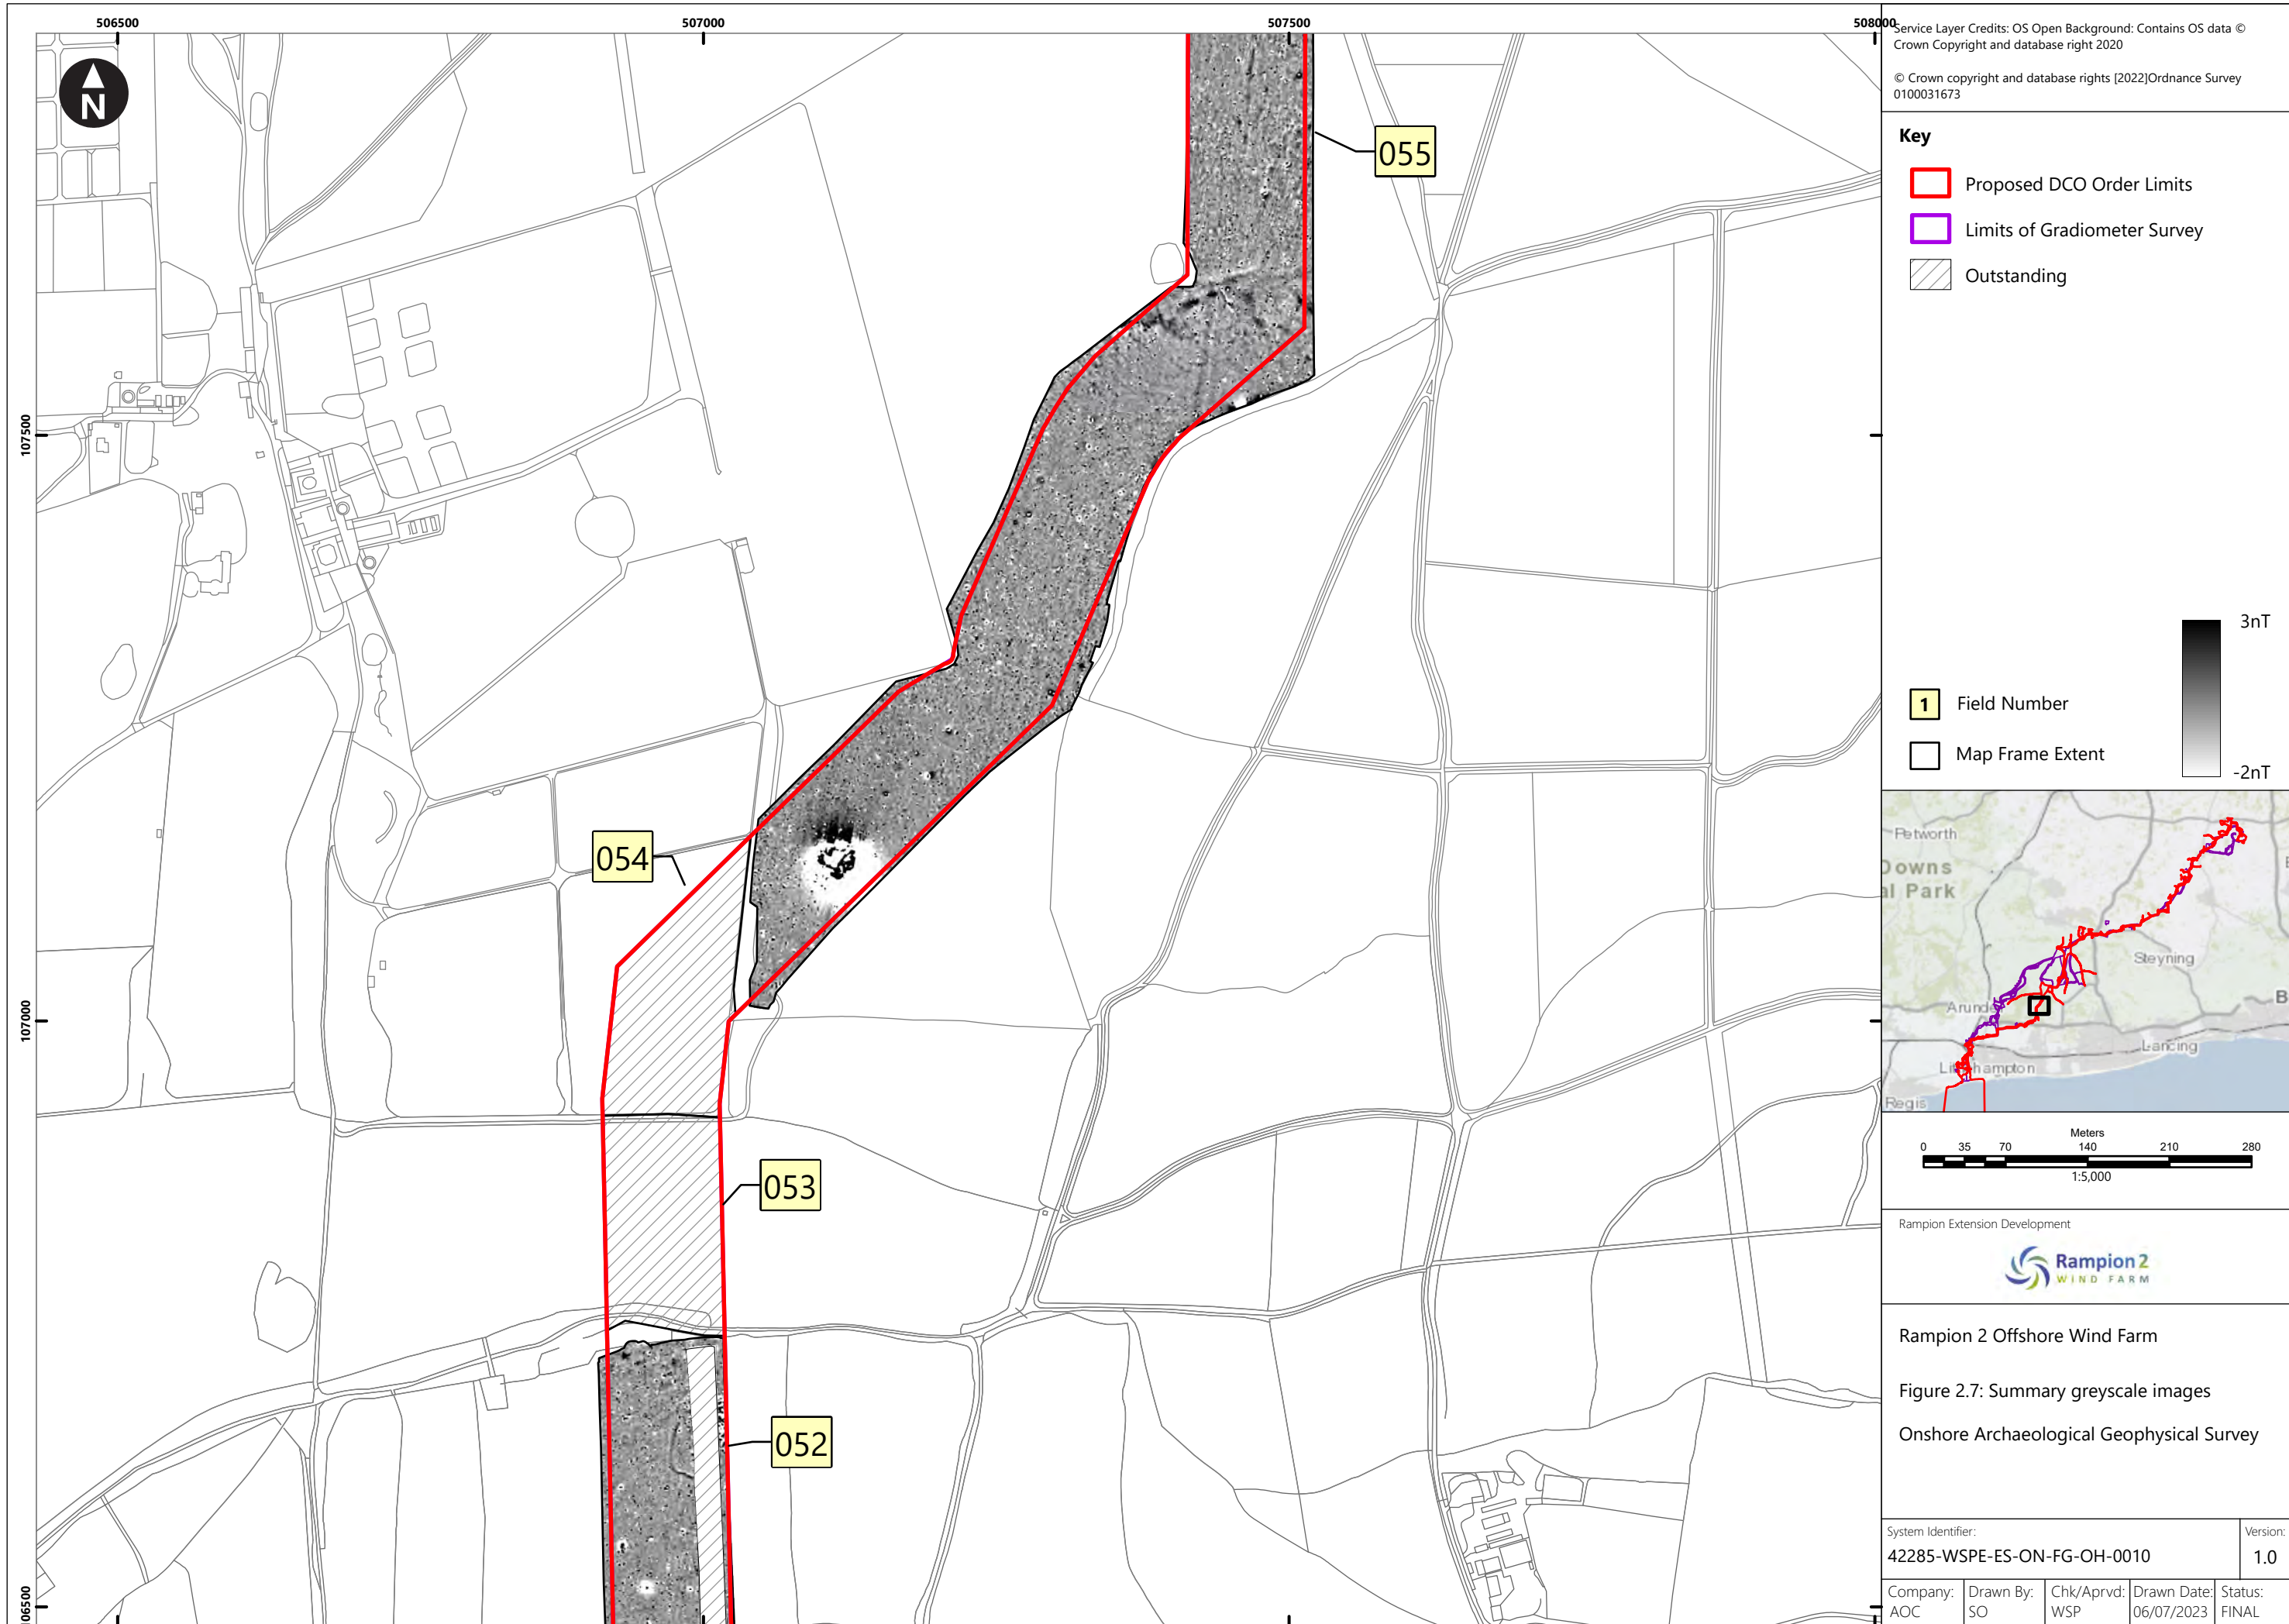 506500
507000
507500
508000
107500
107000
06500
N
055
054
053
052
Service Layer Credits: OS Open Background: Contains OS data ©
Crown Copyright and database right 2020
© Crown copyright and database rights [2022]Ordnance Survey
0100031673
Key
Proposed DCO Order Limits
Limits of Gradiometer Survey
Outstanding
3nT
1 Field Number
Map Frame Extent
-2nT
Petworth
Downs
al Park
Steyning
Arund
B
Lancing
Lit hampton
Regis
Meters
0 35 70 140 210 280
1:5,000
Rampion Extension Development
Rampion 2
WIND FARM
Rampion 2 Offshore Wind Farm
Figure 2.7: Summary greyscale images
Onshore Archaeological Geophysical Survey
System Identifier: Version:
42285-WSPE-ES-ON-FG-OH-0010 1.0
Company: Drawn By: Chk/Aprvd: Drawn Date: Status:
AOC SO WSP 06/07/2023 FINAL